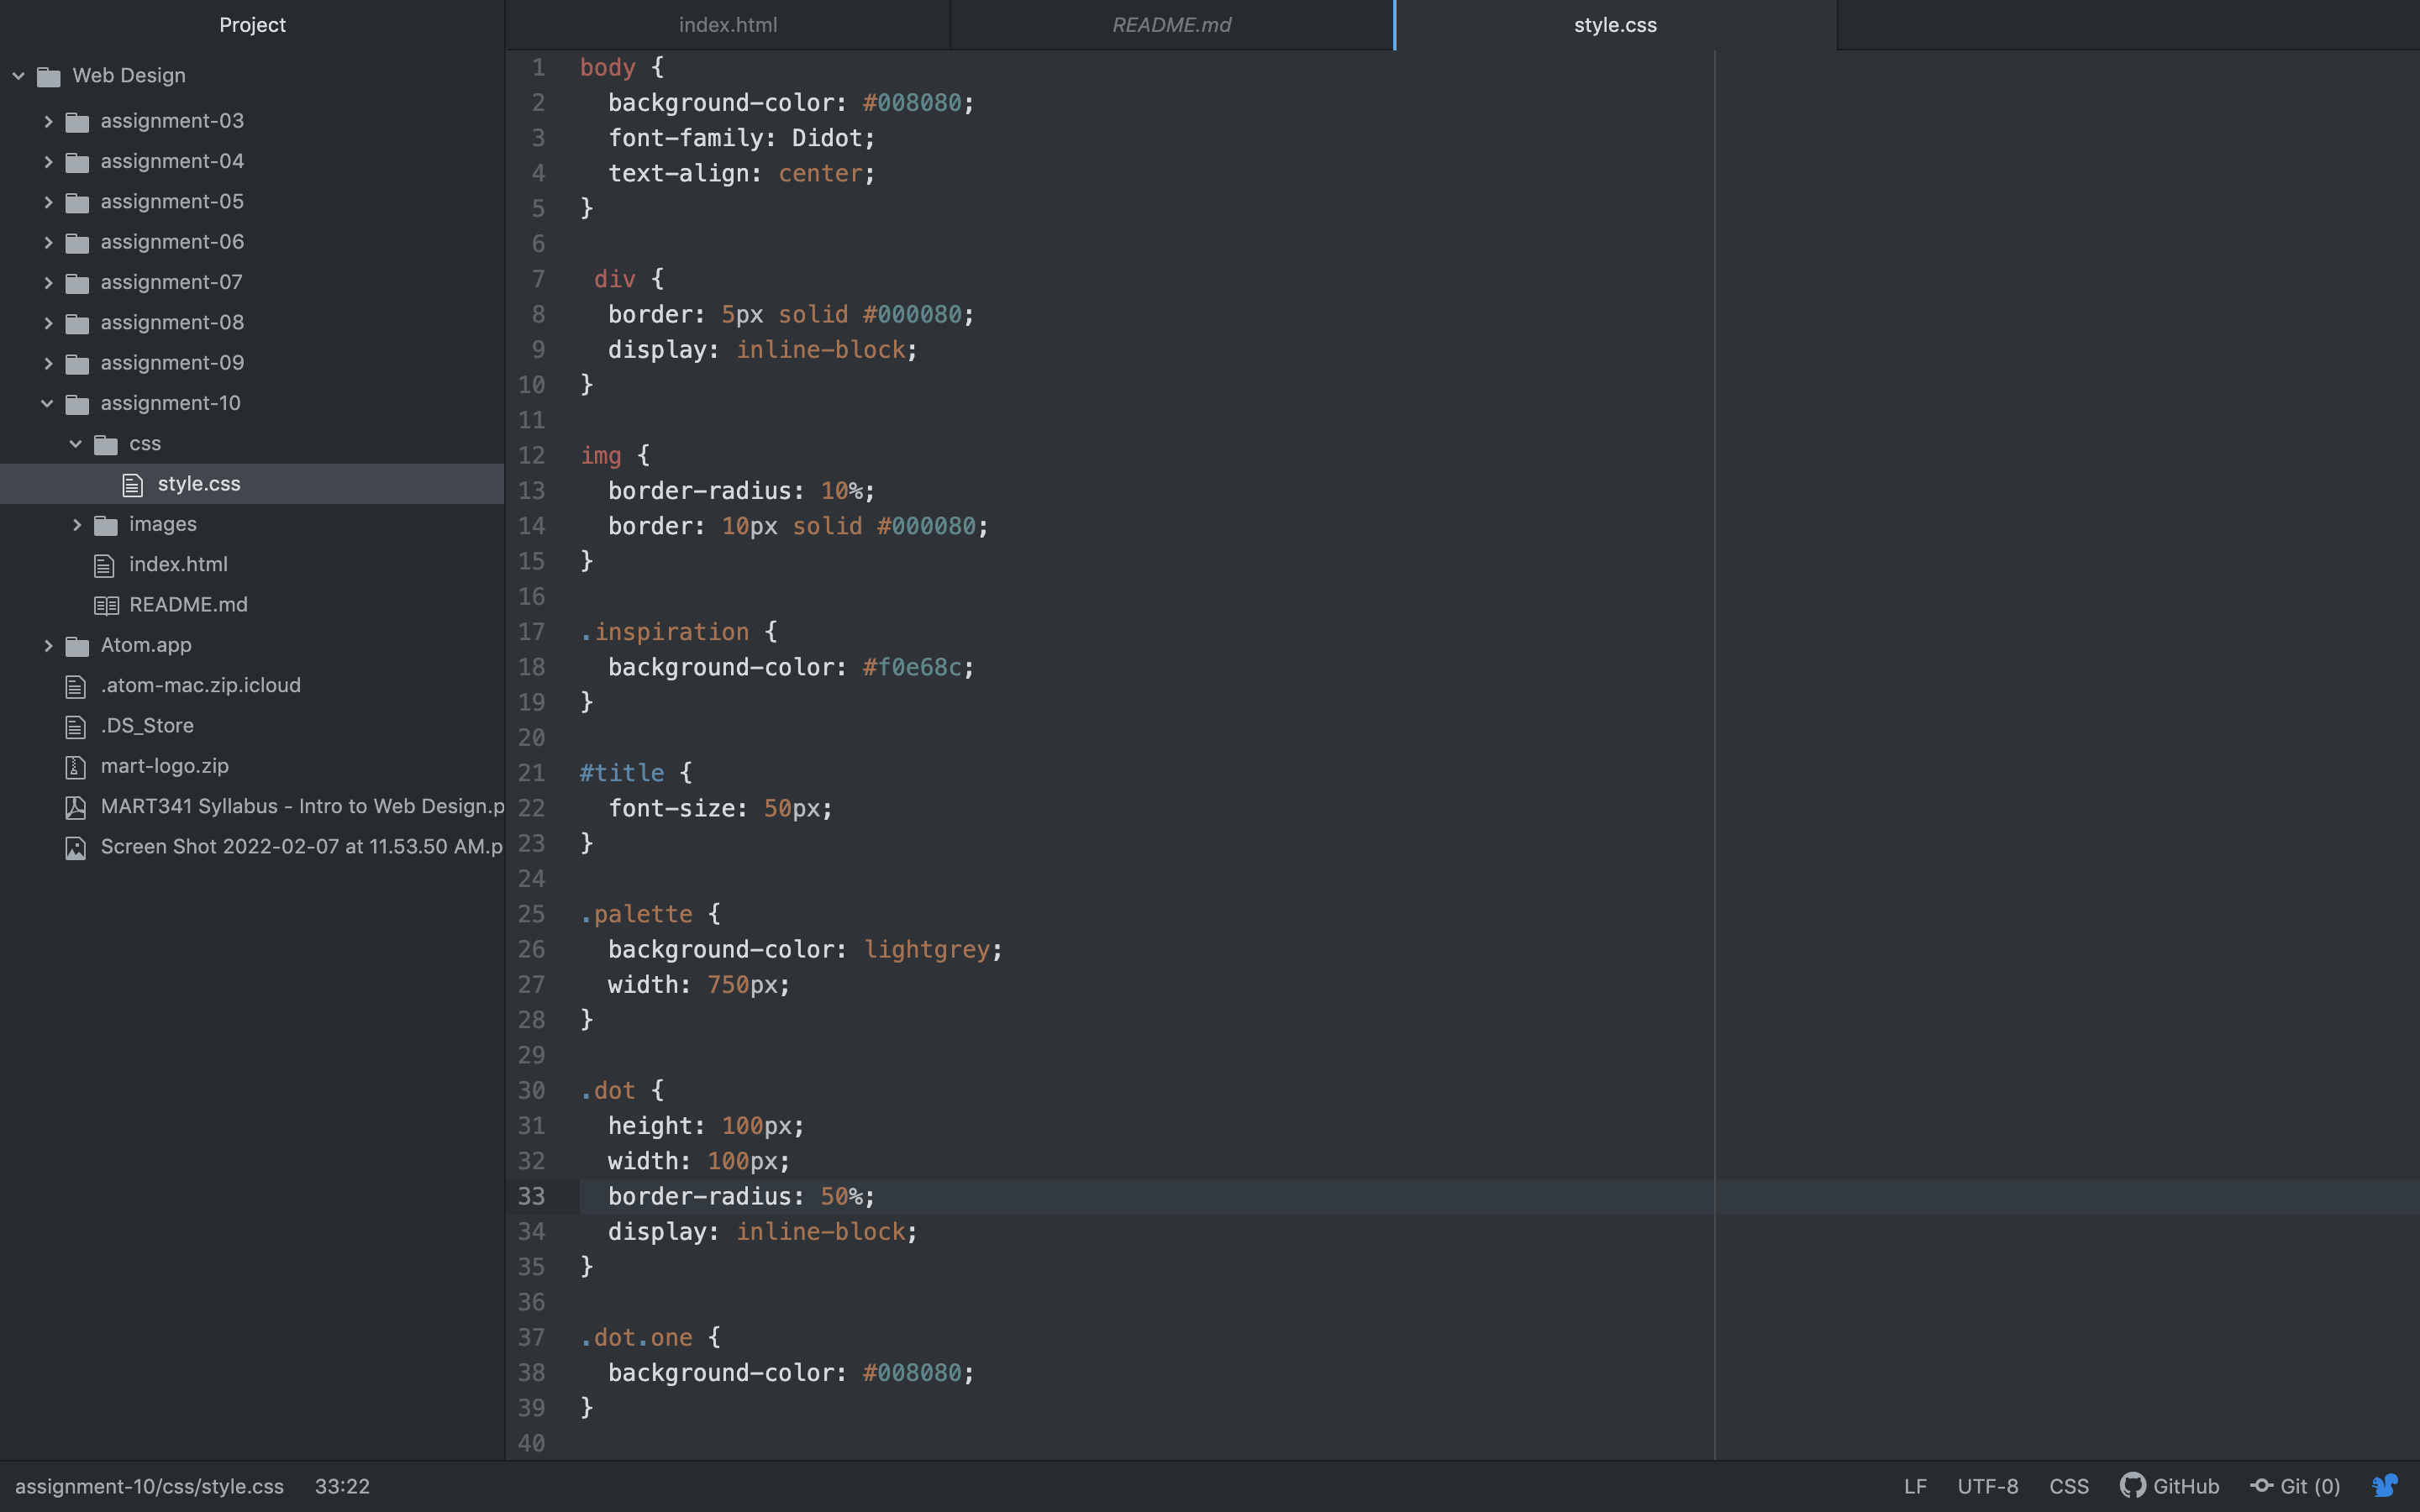 Project
Web Design
assignment-03
assignment-04
assignment-05
assignment-06
assignment-07
assignment-08
assignment-09
assignment-10
css
style.css
images
index.html
README.md
Atom.app
.atom-mac.zip.icloud
.DS_Store
mart-logo.zip
MART341 Syllabus - Intro to Web Design.p
Screen Shot 2022-02-07 at 11.53.50 AM.p
index.html
README.md
style.css
1 body {
2   background-color: #008080;
3   font-family: Didot;
4   text-align: center;
5 }
6
7  div {
8   border: 5px solid #000080;
9   display: inline-block;
10 }
11
12 img {
13   border-radius: 10%;
14   border: 10px solid #000080;
15 }
16
17 .inspiration {
18   background-color: #f0e68c;
19 }
20
21 #title {
22   font-size: 50px;
23 }
24
25 .palette {
26   background-color: lightgrey;
27   width: 750px;
28 }
29
30 .dot {
31   height: 100px;
32   width: 100px;
33   border-radius: 50%;
34   display: inline-block;
35 }
36
37 .dot.one {
38   background-color: #008080;
39 }
40
assignment-10/css/style.css 33:22
LF UTF-8 CSS GitHub Git (0)